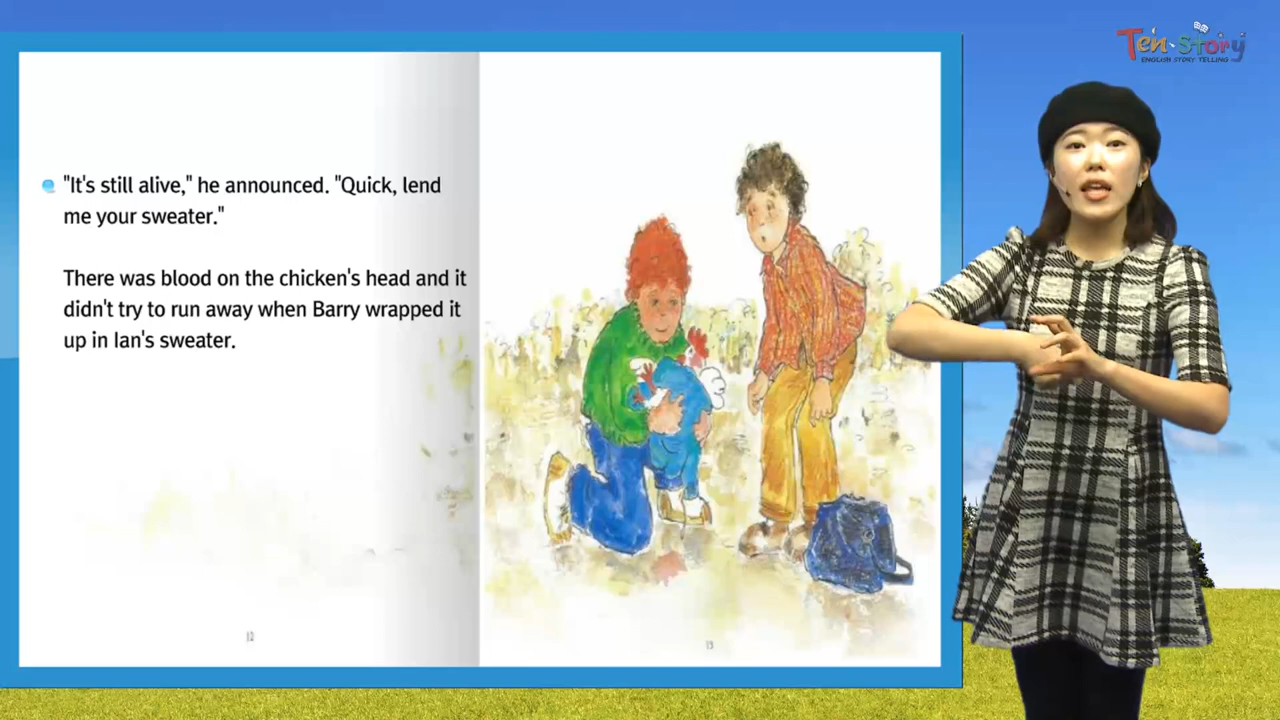 Ten·Story
ENGLISH STORY TELLING
"It's still alive," he announced. "Quick, lend
me your sweater."
There was blood on the chicken's head and it
didn't try to run away when Barry wrapped it
up in Ian's sweater.
12
13